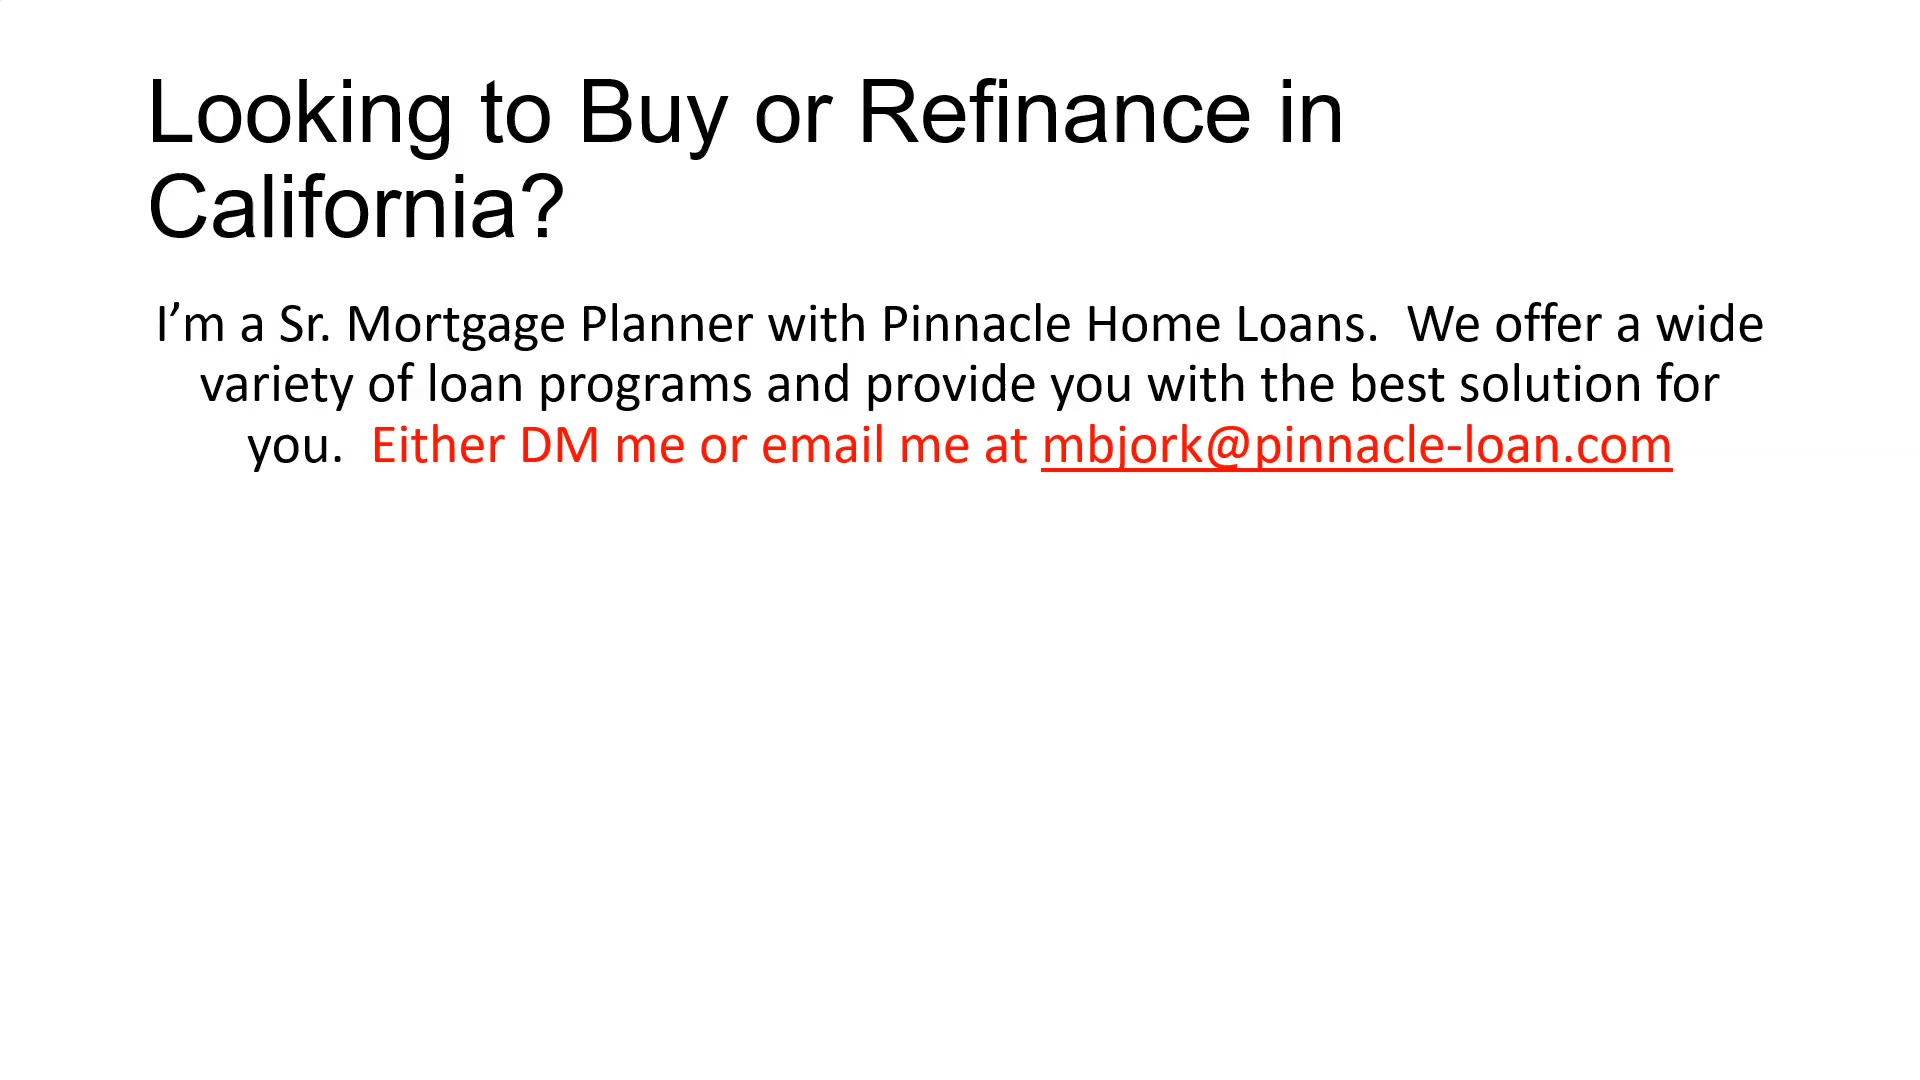 Looking to Buy or Refinance in
California?
I’m a Sr. Mortgage Planner with Pinnacle Home Loans.  We offer a wide
variety of loan programs and provide you with the best solution for
you.  Either DM me or email me at mbjork@pinnacle-loan.com